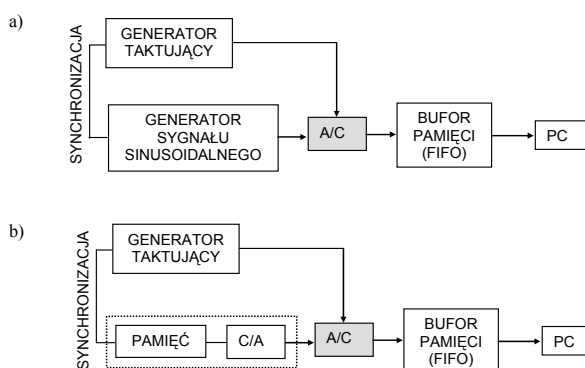 a)
SYNCHRONIZACJA
GENERATOR
TAKTUJĄCY
GENERATOR
SYGNAŁU
SINUSOIDALNEGO
A/C
BUFOR
PAMIĘCI
(FIFO)
PC
b)
SYNCHRONIZACJA
GENERATOR
TAKTUJĄCY
PAMIĘĆ
C/A
A/C
BUFOR
PAMIĘCI
(FIFO)
PC